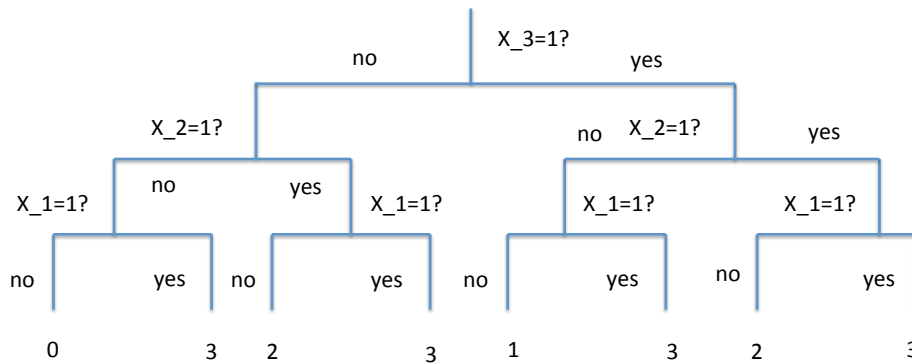 X_3=1?
no yes
X_2=1? no X_2=1? yes
no yes
X_1=1? X_1=1? X_1=1? X_1=1?
no yes no yes no yes no yes
0 3 2 3 1 3 2 3